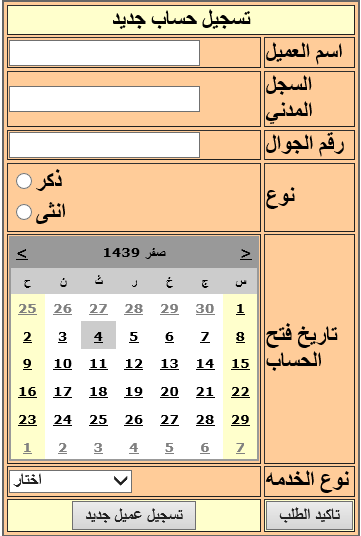 تسجيل حساب جديد
اسم العميل
السجل
المدني
رقم الجوال
نوع
ذكر
انثى
تاريخ فتح
الحساب
< صفر 1439 >
ح ن ث ر خ ج س
25 26 27 28 29 30 1
2 3 4 5 6 7 8
9 10 11 12 13 14 15
16 17 18 19 20 21 22
23 24 25 26 27 28 29
1 2 3 4 5 6 7
نوع الخدمه
اختار
تاكيد الطلب
تسجيل عميل جديد